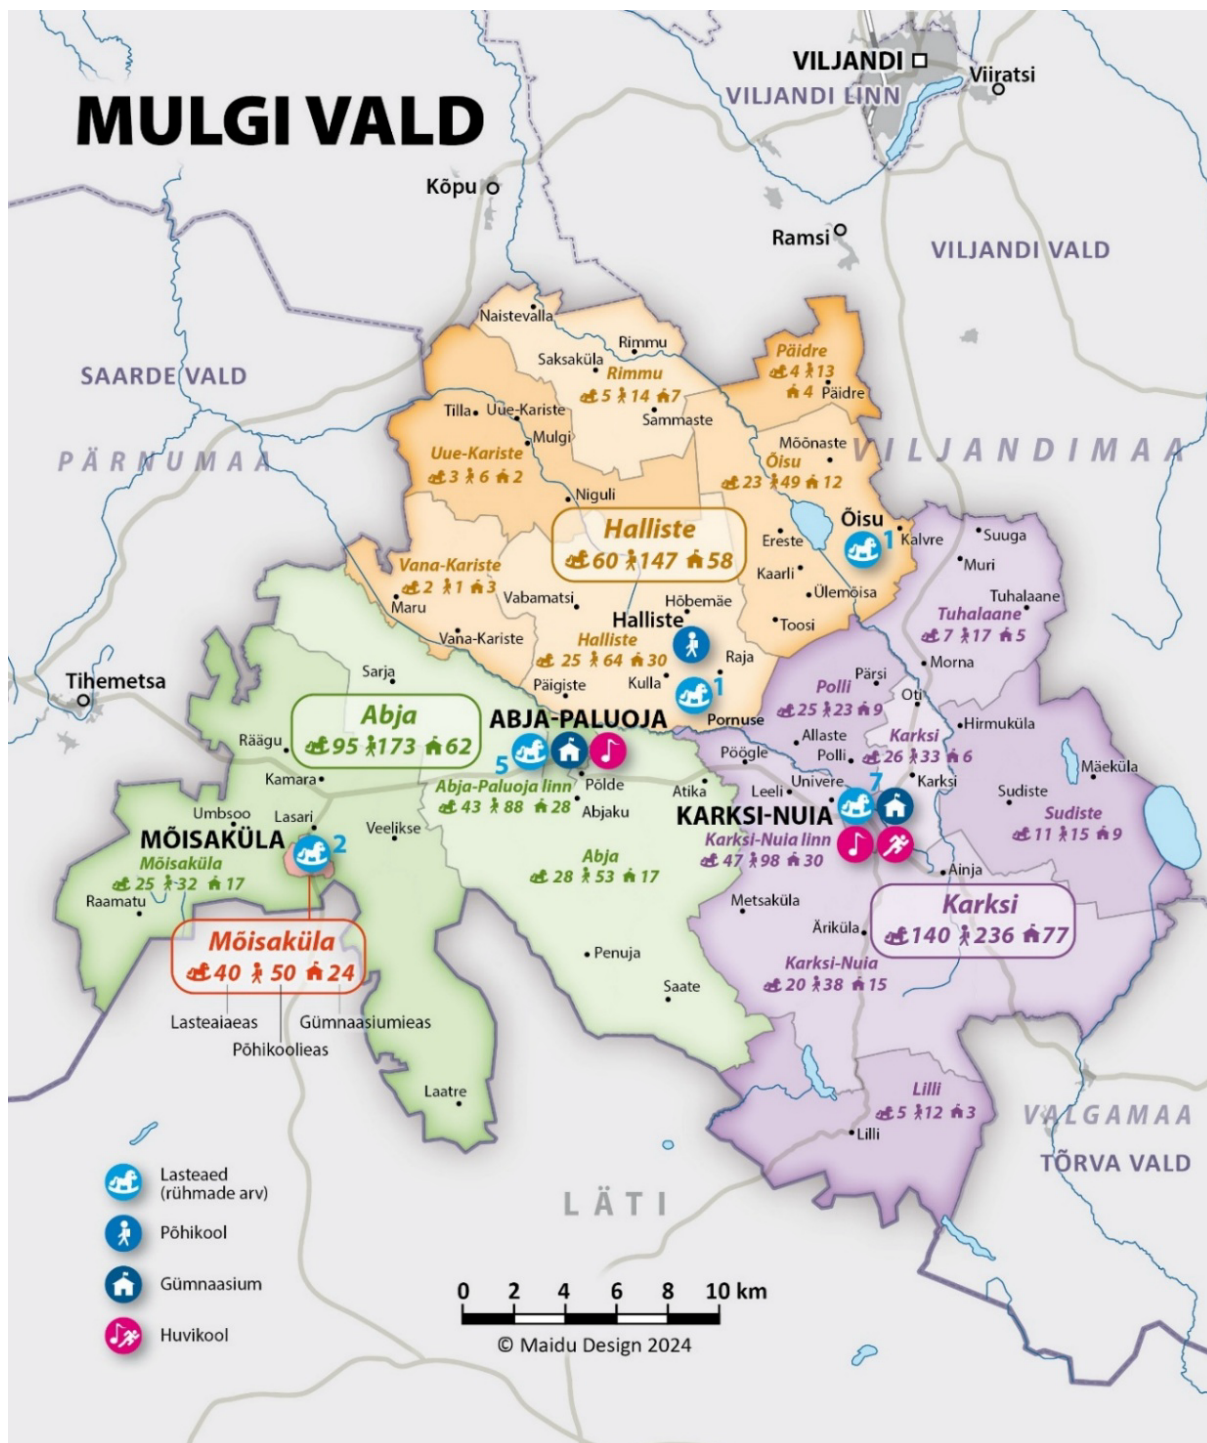 VILJANDI
Viiratsi
VILJANDI LINN
MULGI VALD
Kõpu
Ramsi
VILJANDI VALD
Naistevalla
Rimmu
Saksaküla
Rimmu
5 14 7
Sammaste
Päidre
4 13
4
Päidre
SAARDE VALD
PÄRNUMAA
VILJANDIMAA
Tilla
Uue-Kariste
Mulgi
Uue-Kariste
3 6 2
Niguli
Mõõnaste
Õisu
23 49 12
Õisu
1
Kalvre
Ereste
Kaarli
Ülemõisa
Toosi
Halliste
60 147 58
Suuga
Muri
Tuhalaane
Tuhalaane
7 17 5
Morna
Vana-Kariste
2 1 3
Maru
Vana-Kariste
Vabamatsi
Hõbemäe
Halliste
Halliste
25 64 30
Raja
Kulla
Päigiste
1
Pornuse
Tihemetsa
Sarja
Abja
95 173 62
Räägu
Kamara
ABJA-PALUOJA
5
Põlde
Abja-Paluoja linn
43 88 28
Abjaku
Atika
Polli
25 23 9
Pärsi
Oti
Allaste
Polli
Pöögle
Karksi
26 33 6
Hirmuküla
Mäeküla
Univere
Leeli
7
Karksi
Sudiste
Sudiste
11 15 9
KARKSI-NUIA
Karksi-Nuia linn
47 98 30
Ainja
Umbsoo
Lasari
MÕISAKÜLA
2
Mõisaküla
25 32 17
Raamatu
Veelikse
Abja
28 53 17
Metsaküla
Äriküla
Karksi
140 236 77
Mõisaküla
40 50 24
Penuja
Saate
Karksi-Nuia
20 38 15
Lasteaiaeas
Gümnaasiumieas
Põhikoolieas
Laatre
Lilli
5 12 3
Lilli
VALGAMAA
TÕRVA VALD
LÄTI
Lasteaed
(rühmade arv)
Põhikool
Gümnaasium
Huvikool
0 2 4 6 8 10 km
© Maidu Design 2024